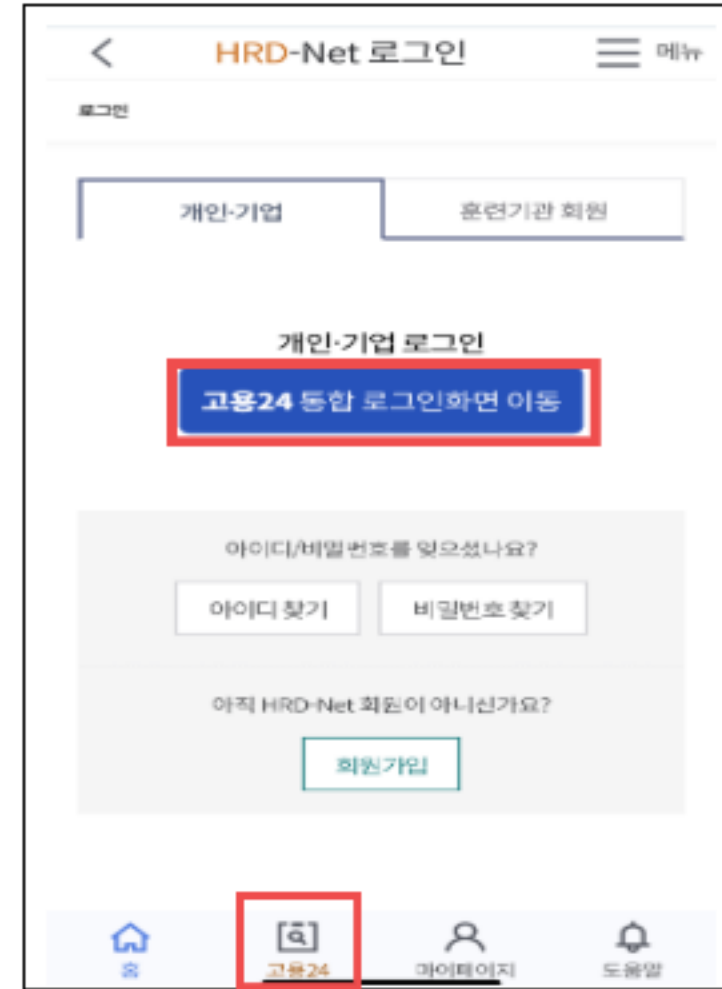 HRD-Net 로그인
메뉴
로그인
개인·기업
훈련기관 회원
개인·기업 로그인
고용24 통합 로그인화면 이동
아이디/비밀번호를 잊으셨나요?
아이디 찾기
비밀번호 찾기
아직 HRD-Net 회원이 아니신가요?
회원가입
홈
고용24
마이페이지
도움말